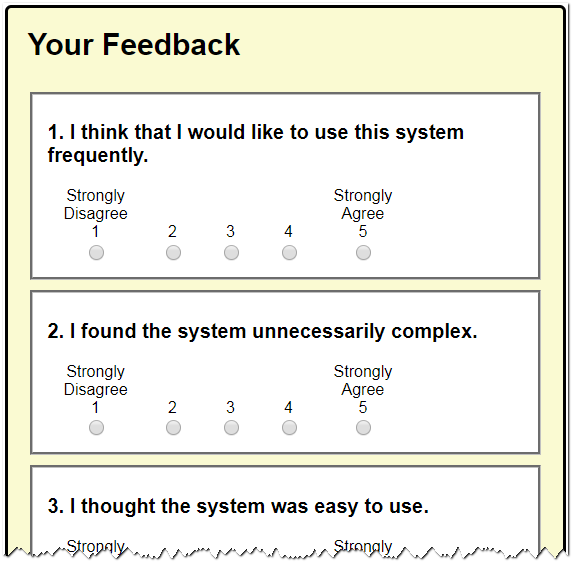 Your Feedback
1. I think that I would like to use this system
frequently.
Strongly Strongly
Disagree Agree
1 2 3 4 5
2. I found the system unnecessarily complex.
Strongly Strongly
Disagree Agree
1 2 3 4 5
3. I thought the system was easy to use.
Strongly Strongly